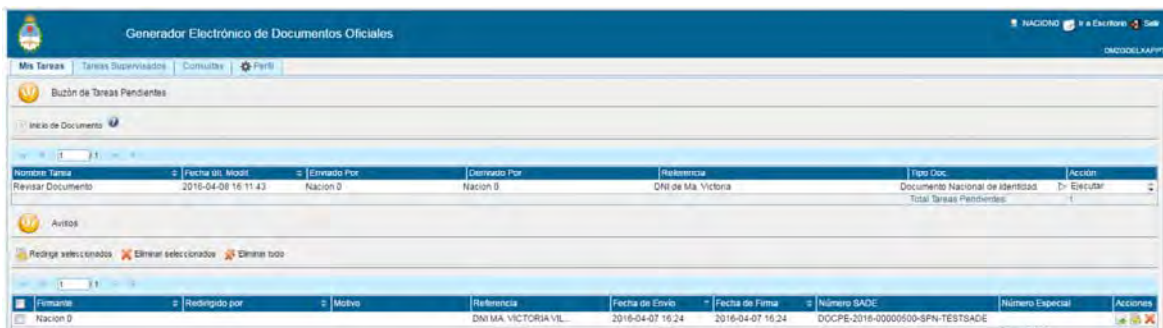 NACION0 Ir a Escritorio Salir
Generador Electrónico de Documentos Oficiales
Mis Tareas Tareas Supervisadas Consultas Perfil
Buzón de Tareas Pendientes
Inicio de Documento
1 / 1
Nombre Tarea Fecha últ. Modif. Enviado Por Derivado Por Referencia Tipo Doc. Acción
Revisar Documento 2016-04-08 16:11:43 Nacion 0 Nacion 0 DNI de Ma. Victoria Documento Nacional de Identidad Ejecutar
Total Tareas Pendientes: 1
Avisos
Redirigir seleccionados Eliminar seleccionados Eliminar todo
1 / 1
Firmante Redirigido por Motivo Referencia Fecha de Envío Fecha de Firma Número SADE Número Especial Acciones
Nacion 0 DNI MA. VICTORIA VIL... 2016-04-07 16:24 2016-04-07 16:24 DOCPE-2016-00000500-SPN-TESTSADE